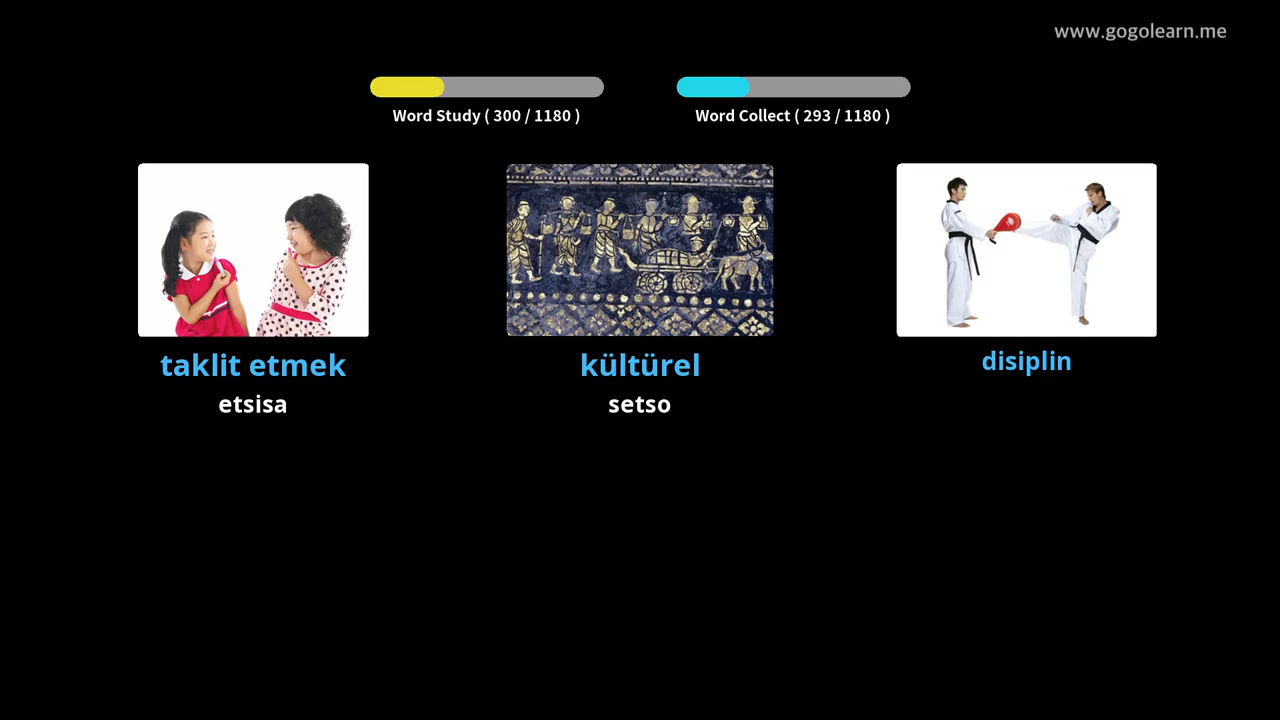 www.gogolearn.me
Word Study ( 300 / 1180 )
Word Collect ( 293 / 1180 )
taklit etmek
etsisa
kültürel
setso
disiplin